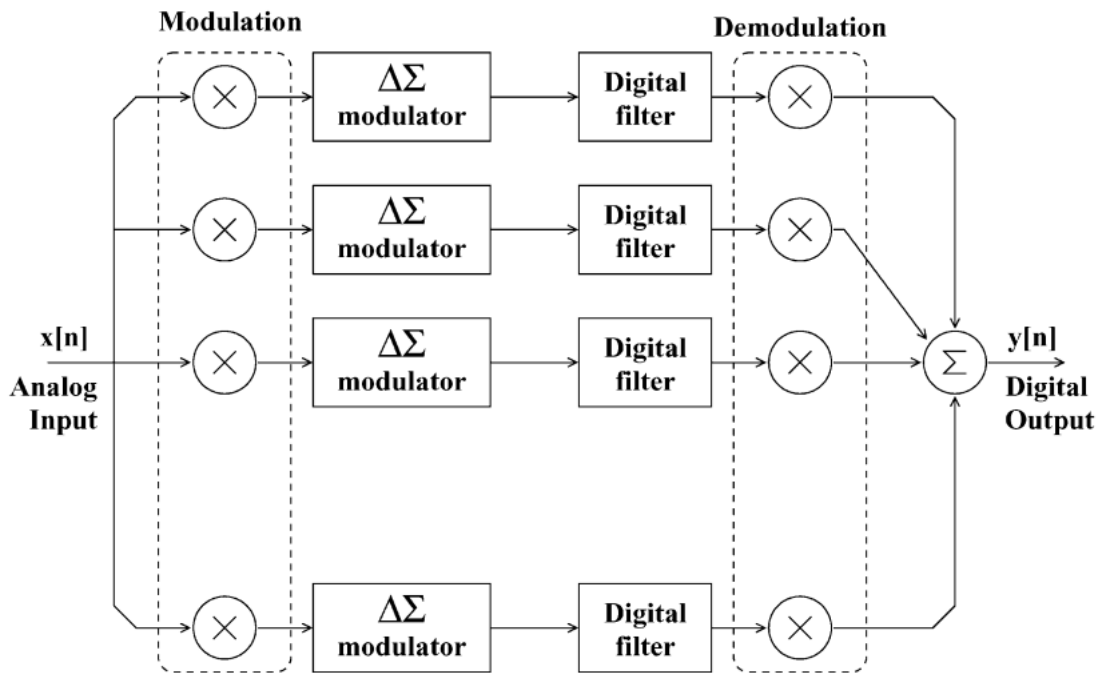 Modulation
Demodulation
ΔΣ
modulator
Digital
filter
ΔΣ
modulator
Digital
filter
x[n]
Analog
Input
ΔΣ
modulator
Digital
filter
Σ
y[n]
Digital
Output
ΔΣ
modulator
Digital
filter